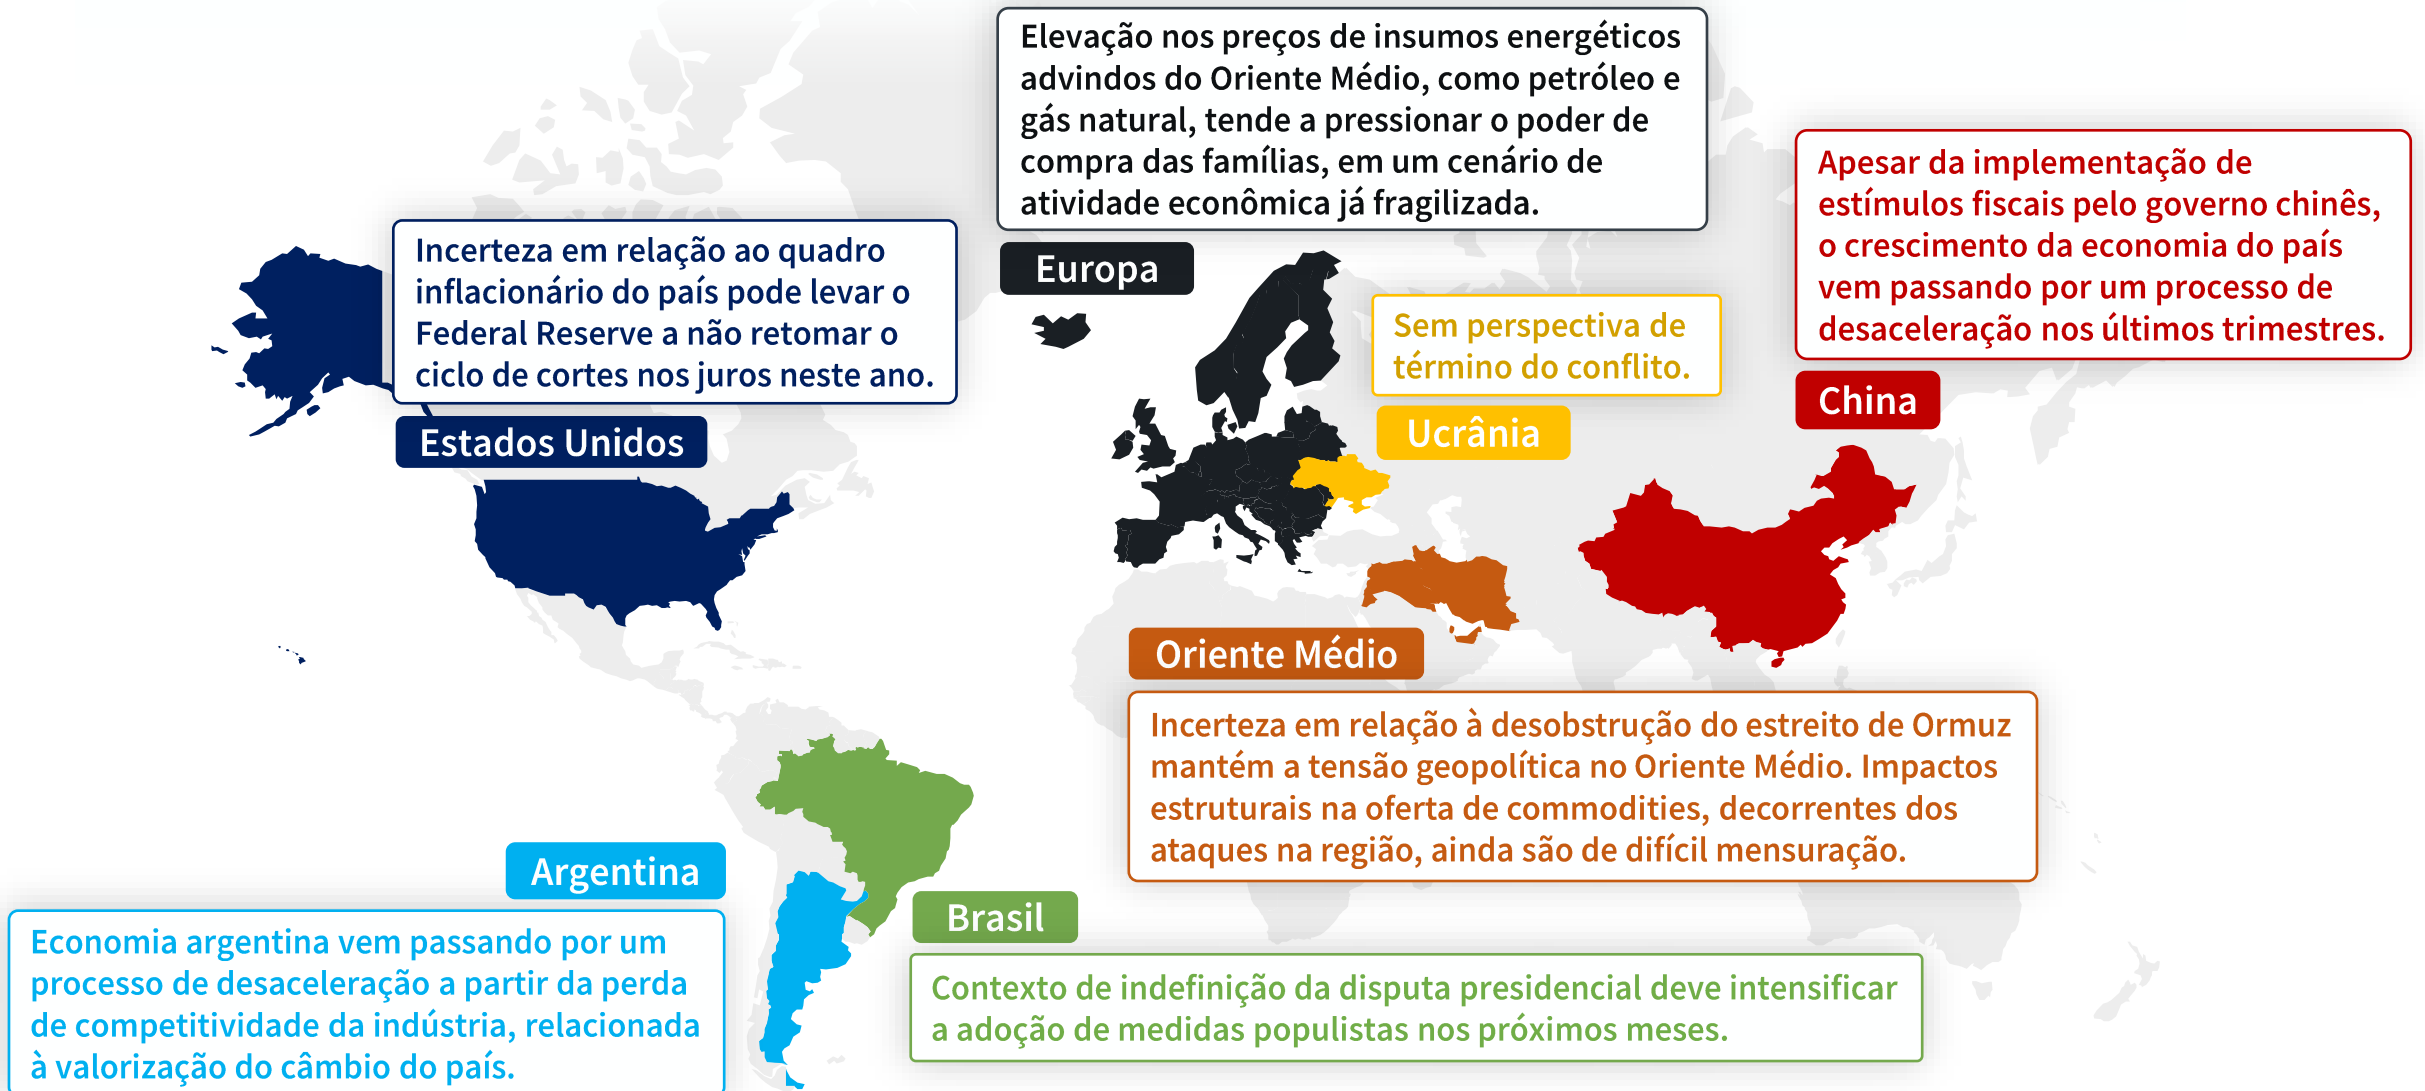 Elevação nos preços de insumos energéticos
advindos do Oriente Médio, como petróleo e
gás natural, tende a pressionar o poder de
compra das famílias, em um cenário de
atividade econômica já fragilizada.
Europa
Apesar da implementação de
estímulos fiscais pelo governo chinês,
o crescimento da economia do país
vem passando por um processo de
desaceleração nos últimos trimestres.
China
Incerteza em relação ao quadro
inflacionário do país pode levar o
Federal Reserve a não retomar o
ciclo de cortes nos juros neste ano.
Estados Unidos
Sem perspectiva de
término do conflito.
Ucrânia
Oriente Médio
Incerteza em relação à desobstrução do estreito de Ormuz
mantém a tensão geopolítica no Oriente Médio. Impactos
estruturais na oferta de commodities, decorrentes dos
ataques na região, ainda são de difícil mensuração.
Argentina
Economia argentina vem passando por um
processo de desaceleração a partir da perda
de competitividade da indústria, relacionada
à valorização do câmbio do país.
Brasil
Contexto de indefinição da disputa presidencial deve intensificar
a adoção de medidas populistas nos próximos meses.